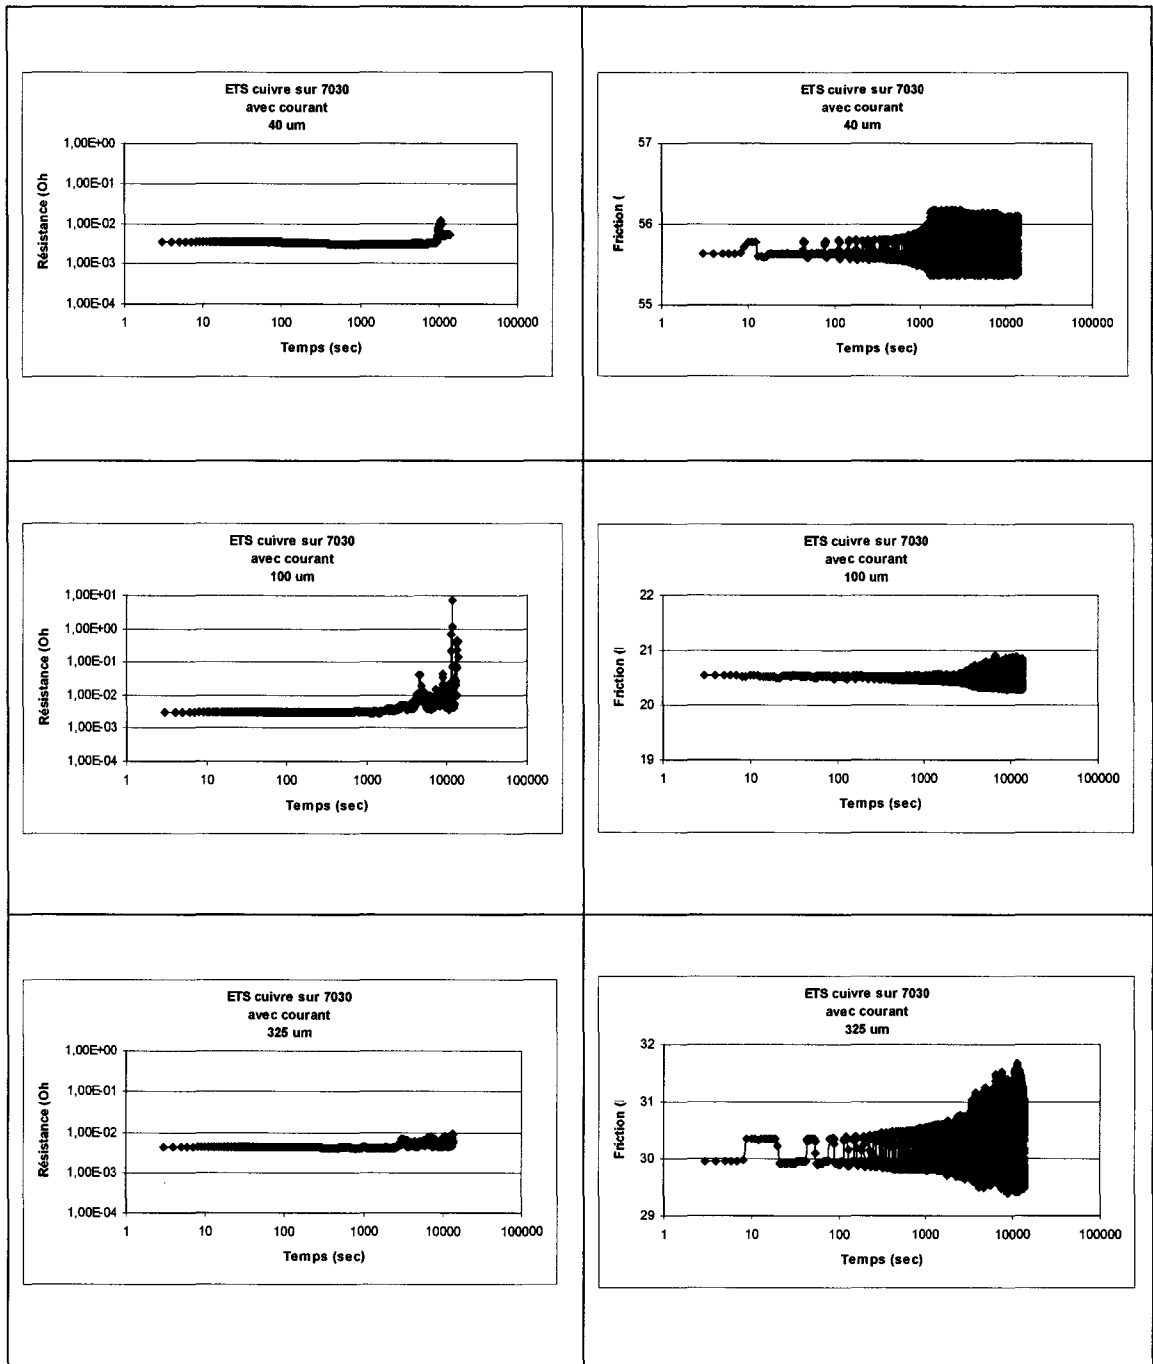 ETS cuivre sur 7030
avec courant
40 um
Résistance (Oh
1,00E+00
1,00E-01
1,00E-02
1,00E-03
1,00E-04
1 10 100 1000 10000 100000
Temps (sec)
ETS cuivre sur 7030
avec courant
40 um
Friction (
57
56
55
1 10 100 1000 10000 100000
Temps (sec)
ETS cuivre sur 7030
avec courant
100 um
Résistance (Oh
1,00E+01
1,00E+00
1,00E-01
1,00E-02
1,00E-03
1,00E-04
1 10 100 1000 10000 100000
Temps (sec)
ETS cuivre sur 7030
avec courant
100 um
Friction (
22
21
20
19
1 10 100 1000 10000 100000
Temps (sec)
ETS cuivre sur 7030
avec courant
325 um
Résistance (Oh
1,00E+00
1,00E-01
1,00E-02
1,00E-03
1,00E-04
1 10 100 1000 10000 100000
Temps (sec)
ETS cuivre sur 7030
avec courant
325 um
Friction (
32
31
30
29
1 10 100 1000 10000 100000
Temps (sec)